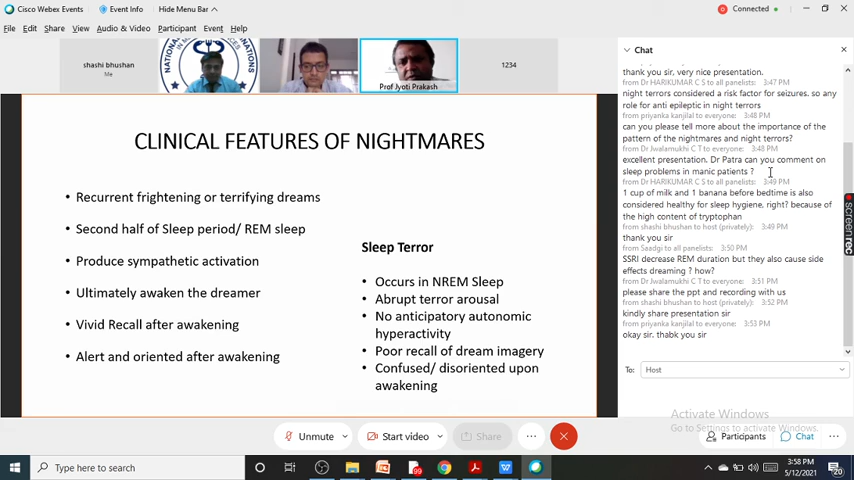 Cisco Webex Events
Event Info
Hide Menu Bar
Connected
File Edit Share View Audio & Video Participant Event Help
shashi bhushan
Me
NATIONAL
Prof Jyoti Prakash
1234
CLINICAL FEATURES OF NIGHTMARES
• Recurrent frightening or terrifying dreams
• Second half of Sleep period/ REM sleep
• Produce sympathetic activation
• Ultimately awaken the dreamer
• Vivid Recall after awakening
• Alert and oriented after awakening
Sleep Terror
• Occurs in NREM Sleep
• Abrupt terror arousal
• No anticipatory autonomic
hyperactivity
• Poor recall of dream imagery
• Confused/ disoriented upon
awakening
Chat
thank you sir, very nice presentation.
from Dr HARIKUMAR C S to all panelists: 3:47 PM
night terrors considered a risk factor for seizures. so any
role for anti epileptic in night terrors
from priyanka kanjilal to everyone: 3:48 PM
can you please tell more about the importance of the
pattern of the nightmares and night terrors?
from Dr Jwalamukhi C T to everyone: 3:48 PM
excellent presentation. Dr Patra can you comment on
sleep problems in manic patients ?
from Dr HARIKUMAR C S to all panelists: 3:49 PM
1 cup of milk and 1 banana before bedtime is also
considered healthy for sleep hygiene, right? because of
the high content of tryptophan
from shashi bhushan to host (privately): 3:49 PM
thank you sir
from Saadgi to all panelists: 3:50 PM
SSRI decrease REM duration but they also cause side
effects dreaming ? how?
from Dr Jwalamukhi C T to everyone: 3:51 PM
please share the ppt and recording with us
from shashi bhushan to host (privately): 3:52 PM
kindly share presentation sir
from priyanka kanjilal to everyone: 3:53 PM
okay sir. thabk you sir
To: Host
screenrec
Activate Windows
Go to Settings to activate Windows.
Unmute
Start video
Share
Participants
Chat
Type here to search
99
3:58 PM
5/12/2021
20